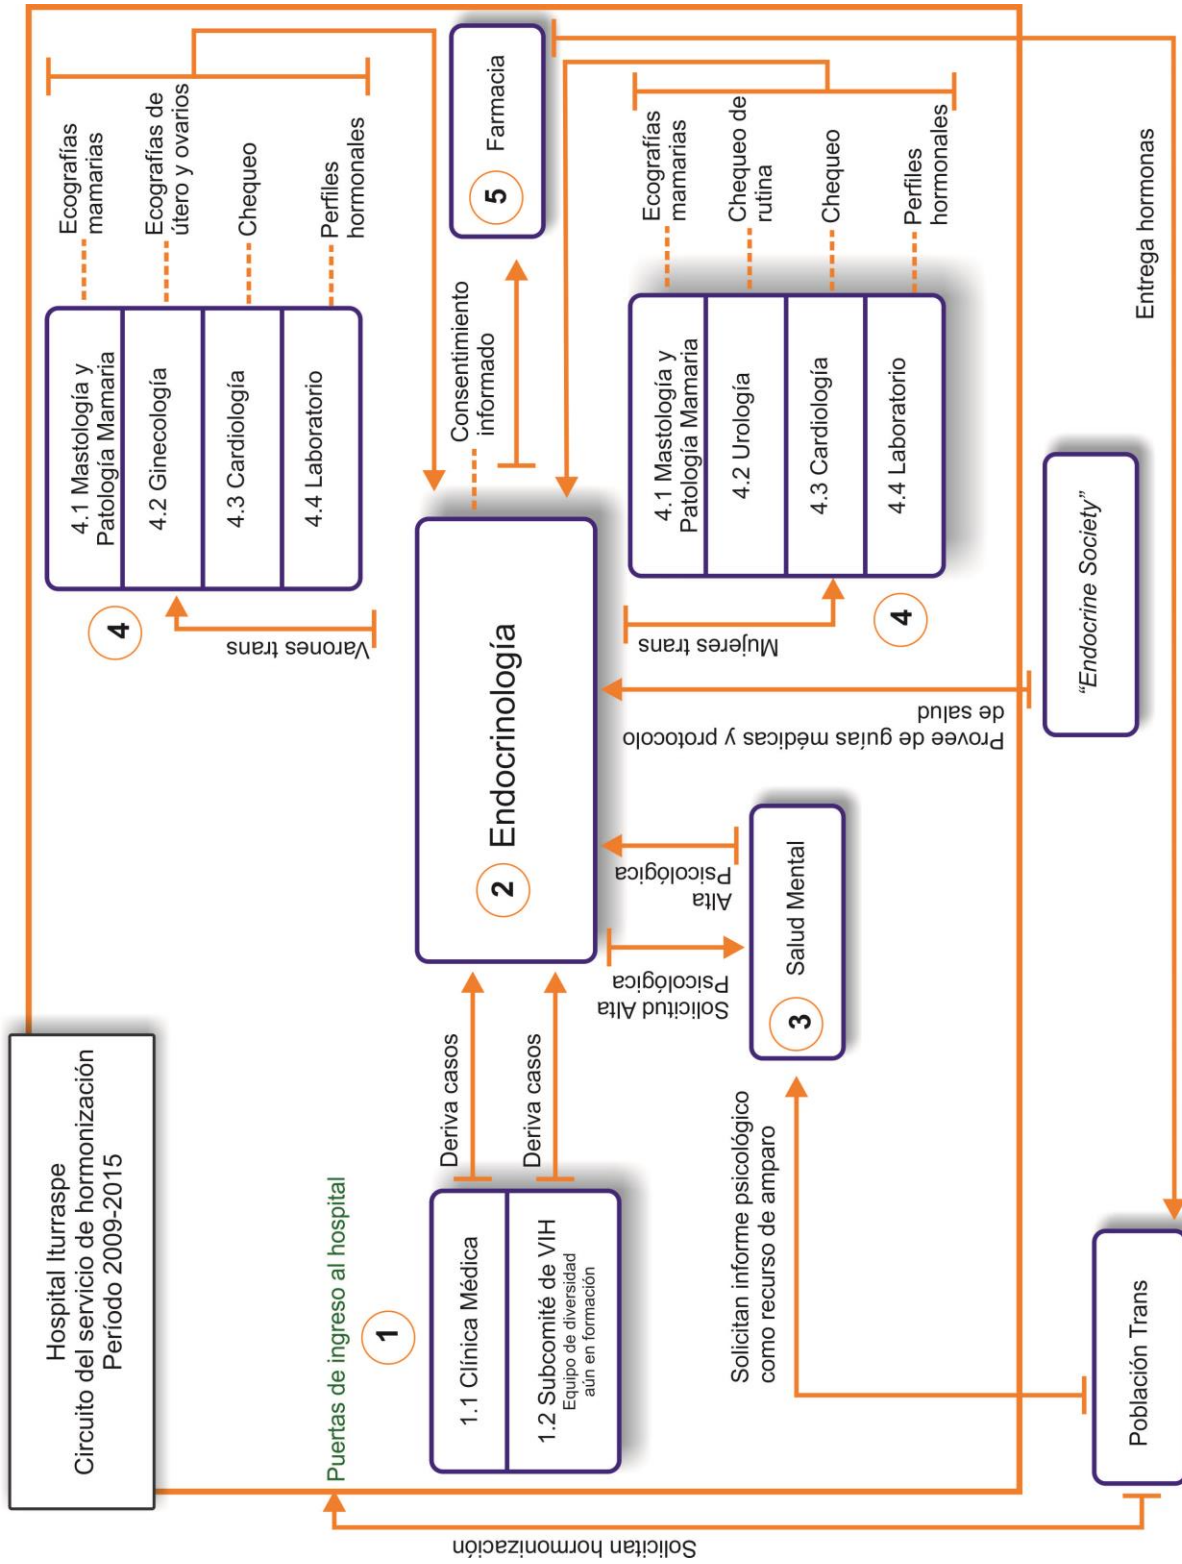 Hospital Iturraspe
Circuito del servicio de hormonización
Período 2009-2015
Puertas de ingreso al hospital
1
1.1 Clínica Médica
1.2 Subcomité de VIH
Equipo de diversidad
aún en formación
Deriva casos
Deriva casos
2
Endocrinología
Consentimiento
informado
Solicitud Alta
Psicológica
Alta
Psicológica
3
Salud Mental
Solicitan informe psicológico
como recurso de amparo
Provee de guías médicas y protocolo
de salud
“Endocrine Society”
Varones trans
4
4.1 Mastología y
Patología Mamaria
4.2 Ginecología
4.3 Cardiología
4.4 Laboratorio
Ecografías
mamarias
Ecografías de
útero y ovarios
Chequeo
Perfiles
hormonales
Mujeres trans
4
4.1 Mastología y
Patología Mamaria
4.2 Urología
4.3 Cardiología
4.4 Laboratorio
Ecografías
mamarias
Chequeo de
rutina
Chequeo
Perfiles
hormonales
5
Farmacia
Entrega hormonas
Población Trans
Solicitan hormonización